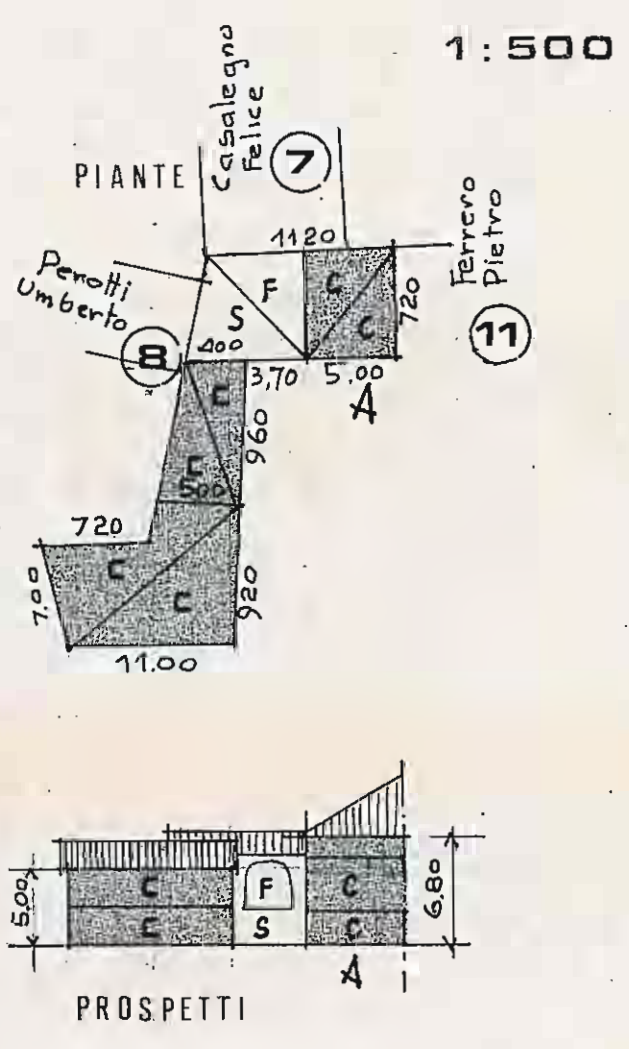 1:500
Casalegno
Felice
7
PIANTE
Ferrero
Pietro
11
Perotti
Umberto
8
1120
F
C
C
720
S
400
3,70
5.00
A
C
960
C
500
720
C
C
7.00
920
11.00
5,00
C
C
F
S
C
C
6.80
A
PROSPETTI